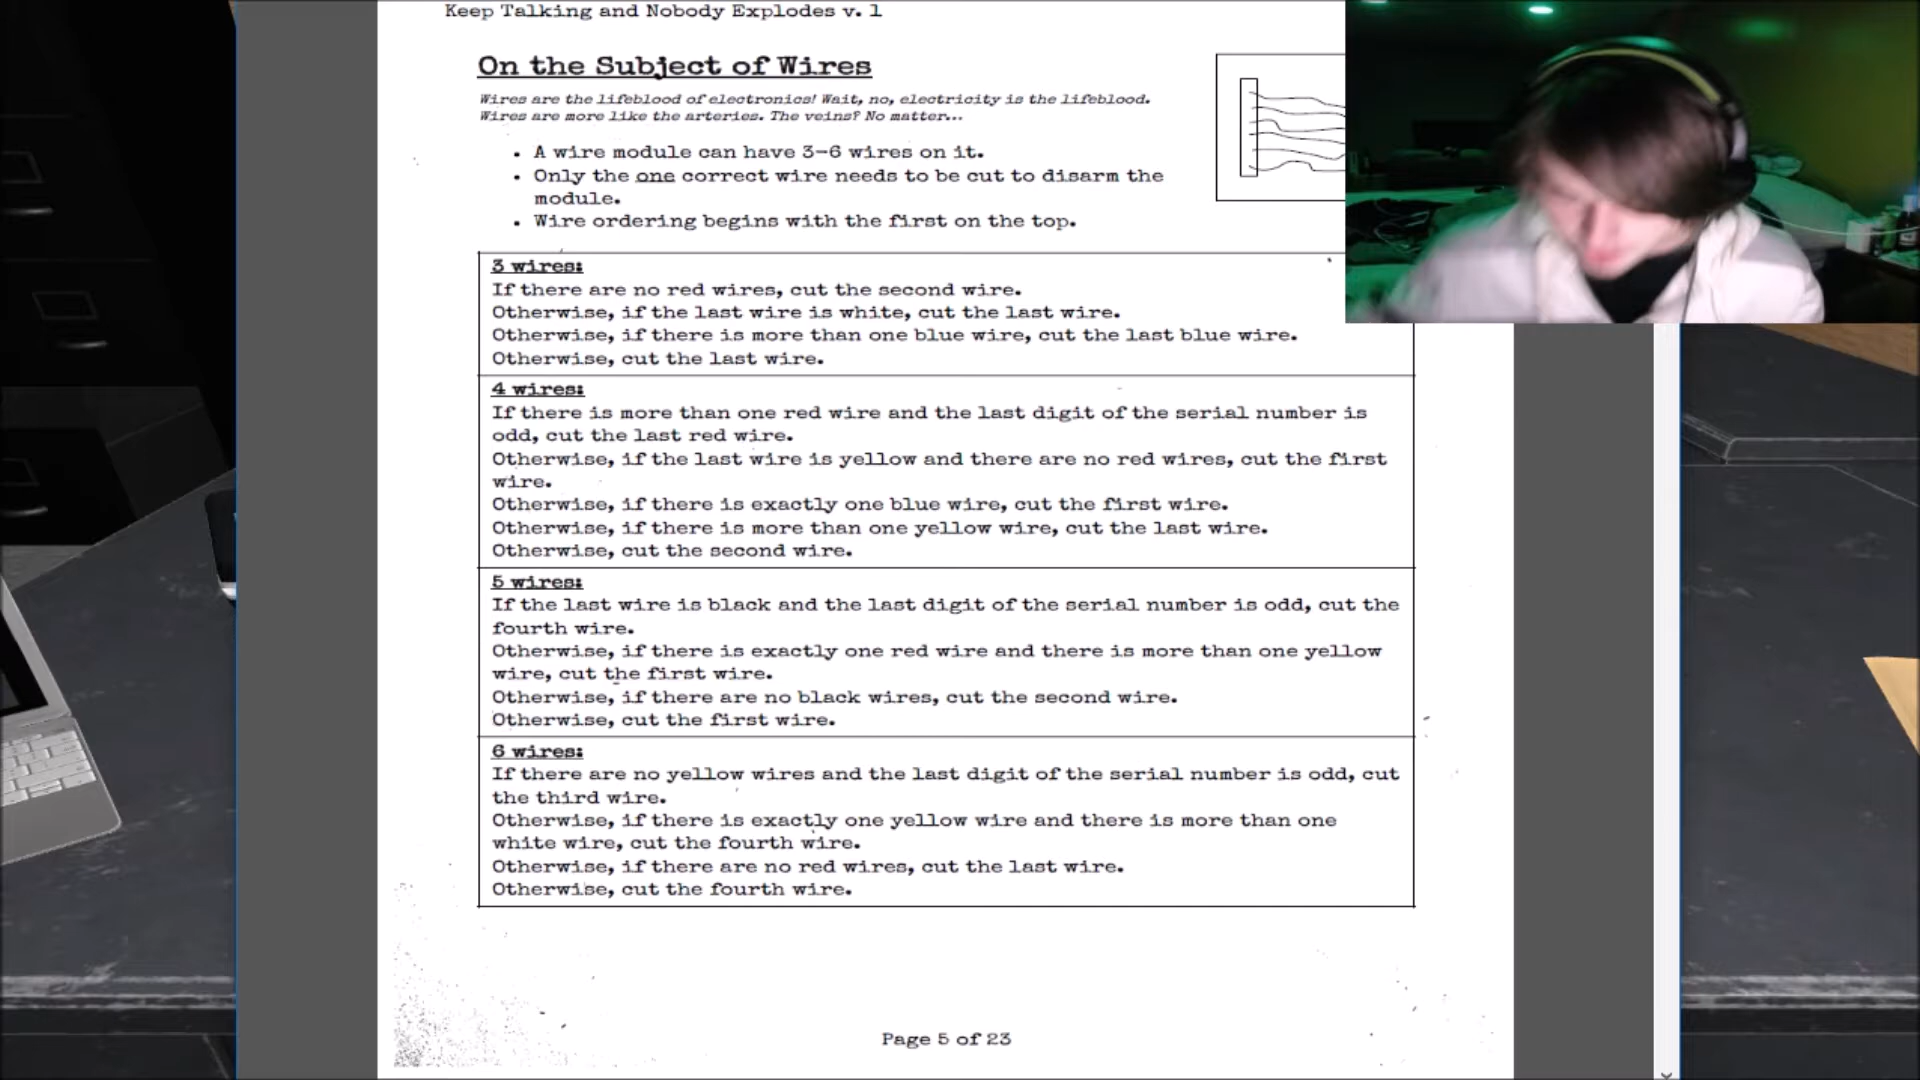 Keep Talking and Nobody Explodes v. 1
On the Subject of Wires
Wires are the lifeblood of electronics! Wait, no, electricity is the lifeblood.
Wires are more like the arteries. The veins? No matter...
• A wire module can have 3-6 wires on it.
• Only the one correct wire needs to be cut to disarm the
module.
• Wire ordering begins with the first on the top.
3 wires:
If there are no red wires, cut the second wire.
Otherwise, if the last wire is white, cut the last wire.
Otherwise, if there is more than one blue wire, cut the last blue wire.
Otherwise, cut the last wire.
4 wires:
If there is more than one red wire and the last digit of the serial number is
odd, cut the last red wire.
Otherwise, if the last wire is yellow and there are no red wires, cut the first
wire.
Otherwise, if there is exactly one blue wire, cut the first wire.
Otherwise, if there is more than one yellow wire, cut the last wire.
Otherwise, cut the second wire.
5 wires:
If the last wire is black and the last digit of the serial number is odd, cut the
fourth wire.
Otherwise, if there is exactly one red wire and there is more than one yellow
wire, cut the first wire.
Otherwise, if there are no black wires, cut the second wire.
Otherwise, cut the first wire.
6 wires:
If there are no yellow wires and the last digit of the serial number is odd, cut
the third wire.
Otherwise, if there is exactly one yellow wire and there is more than one
white wire, cut the fourth wire.
Otherwise, if there are no red wires, cut the last wire.
Otherwise, cut the fourth wire.
Page 5 of 23